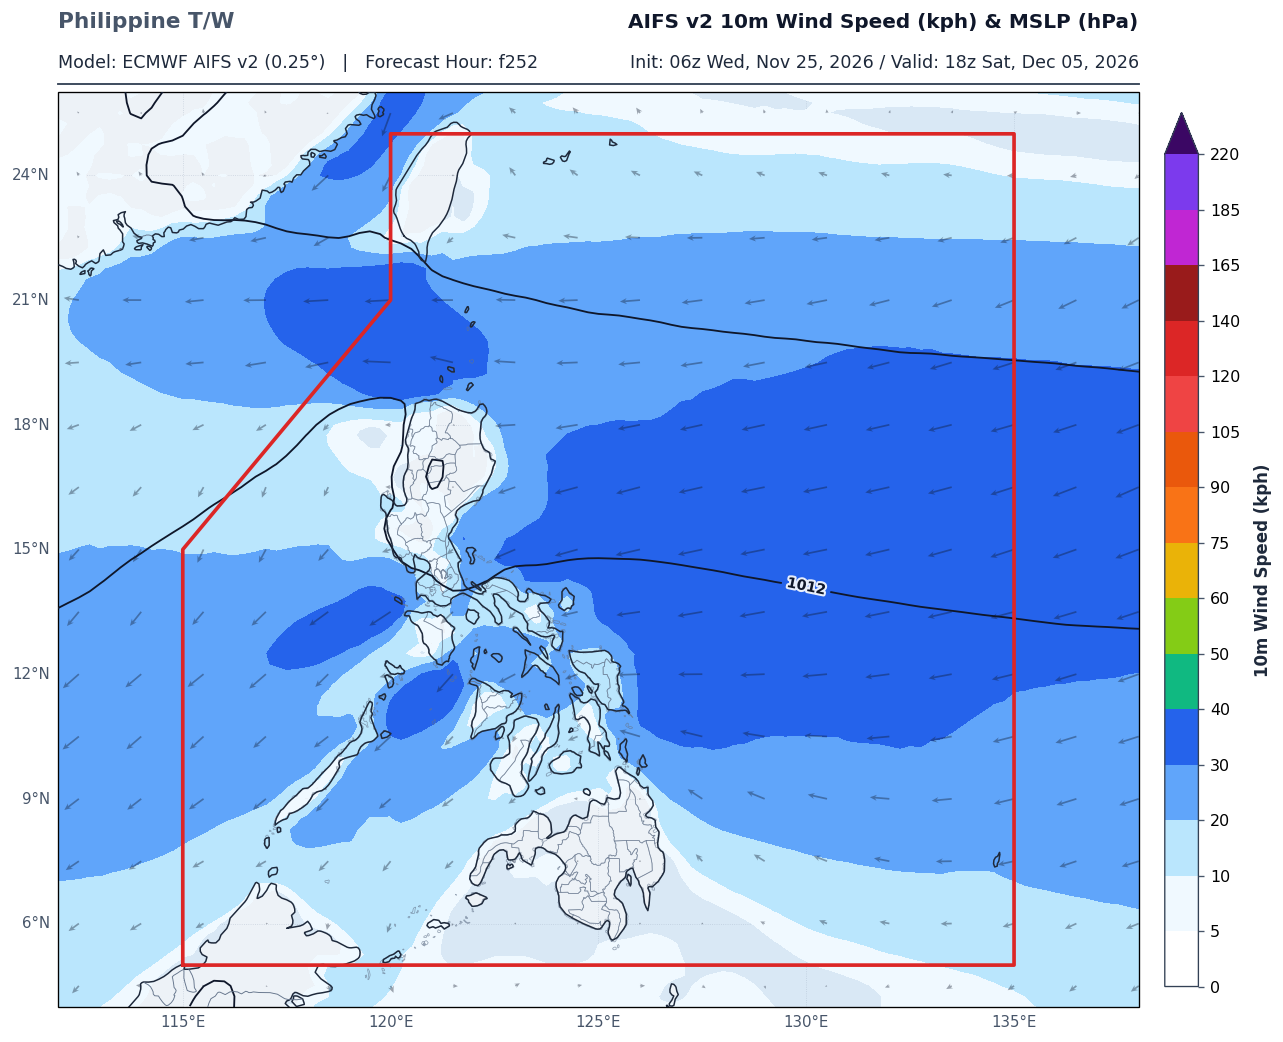 Philippine T/W
AIFS v2 10m Wind Speed (kph) & MSLP (hPa)
Model: ECMWF AIFS v2 (0.25°) | Forecast Hour: f252
Init: 06z Wed, Nov 25, 2026 / Valid: 18z Sat, Dec 05, 2026
24°N
21°N
18°N
15°N
12°N
9°N
6°N
1012
115°E
120°E
125°E
130°E
135°E
220
185
165
140
120
105
90
75
60
50
40
30
20
10
5
0
10m Wind Speed (kph)